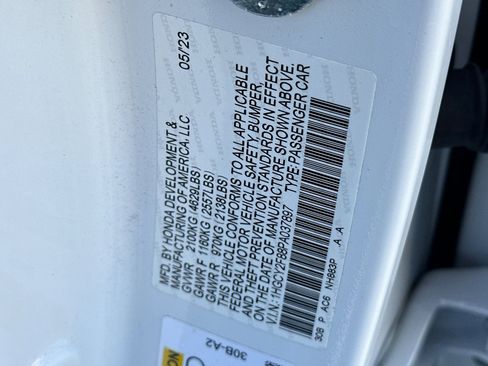 MFD. BY HONDA DEVELOPMENT &
MANUFACTURING OF AMERICA, LLC 05/23
GVWR 2100KG (4629LBS)
GAWR F 1160KG (2557LBS)
GAWR R 970KG (2138LBS)
THIS VEHICLE CONFORMS TO ALL APPLICABLE
FEDERAL MOTOR VEHICLE SAFETY, BUMPER,
AND THEFT PREVENTION STANDARDS IN EFFECT
ON THE DATE OF MANUFACTURE SHOWN ABOVE.
V.I.N.: 1HGCY2F88PA037897 TYPE: PASSENGER CAR
30B P AC6 NH883P A A
30B-A2